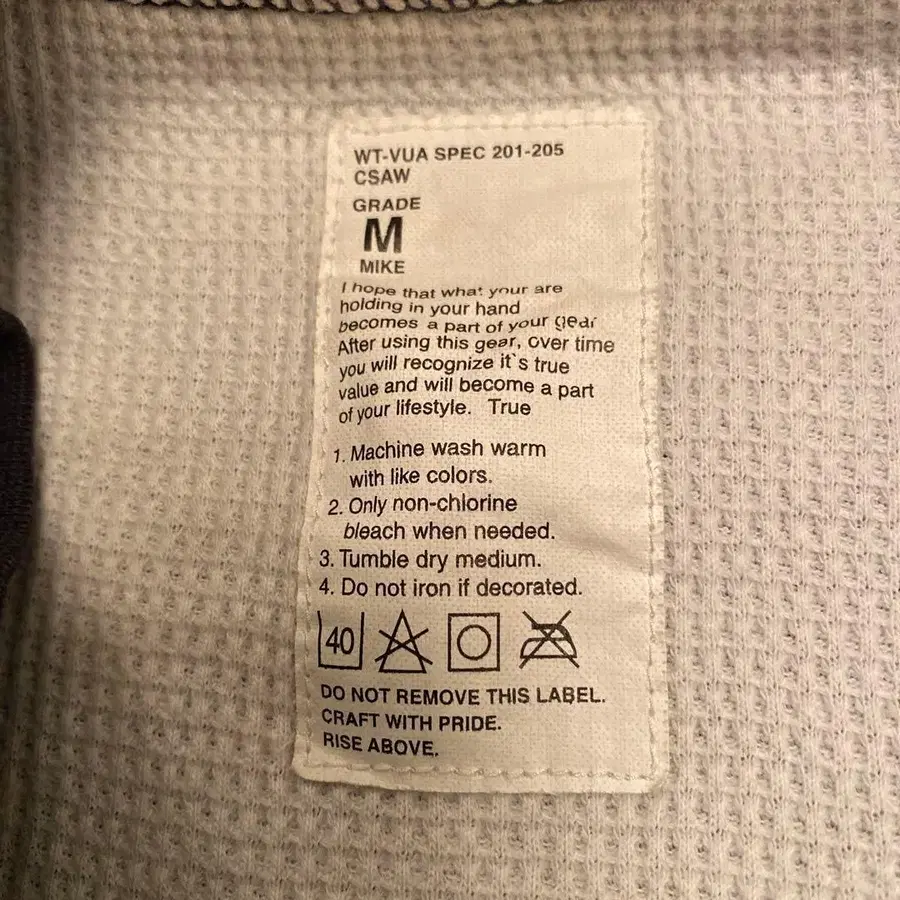 WT-VUA SPEC 201-205
CSAW
GRADE
M
MIKE
I hope that what your are
holding in your hand
becomes a part of your gear
After using this gear, over time
you will recognize it`s true
value and will become a part
of your lifestyle. True
1. Machine wash warm
with like colors.
2. Only non-chlorine
bleach when needed.
3. Tumble dry medium.
4. Do not iron if decorated.
40
DO NOT REMOVE THIS LABEL.
CRAFT WITH PRIDE.
RISE ABOVE.